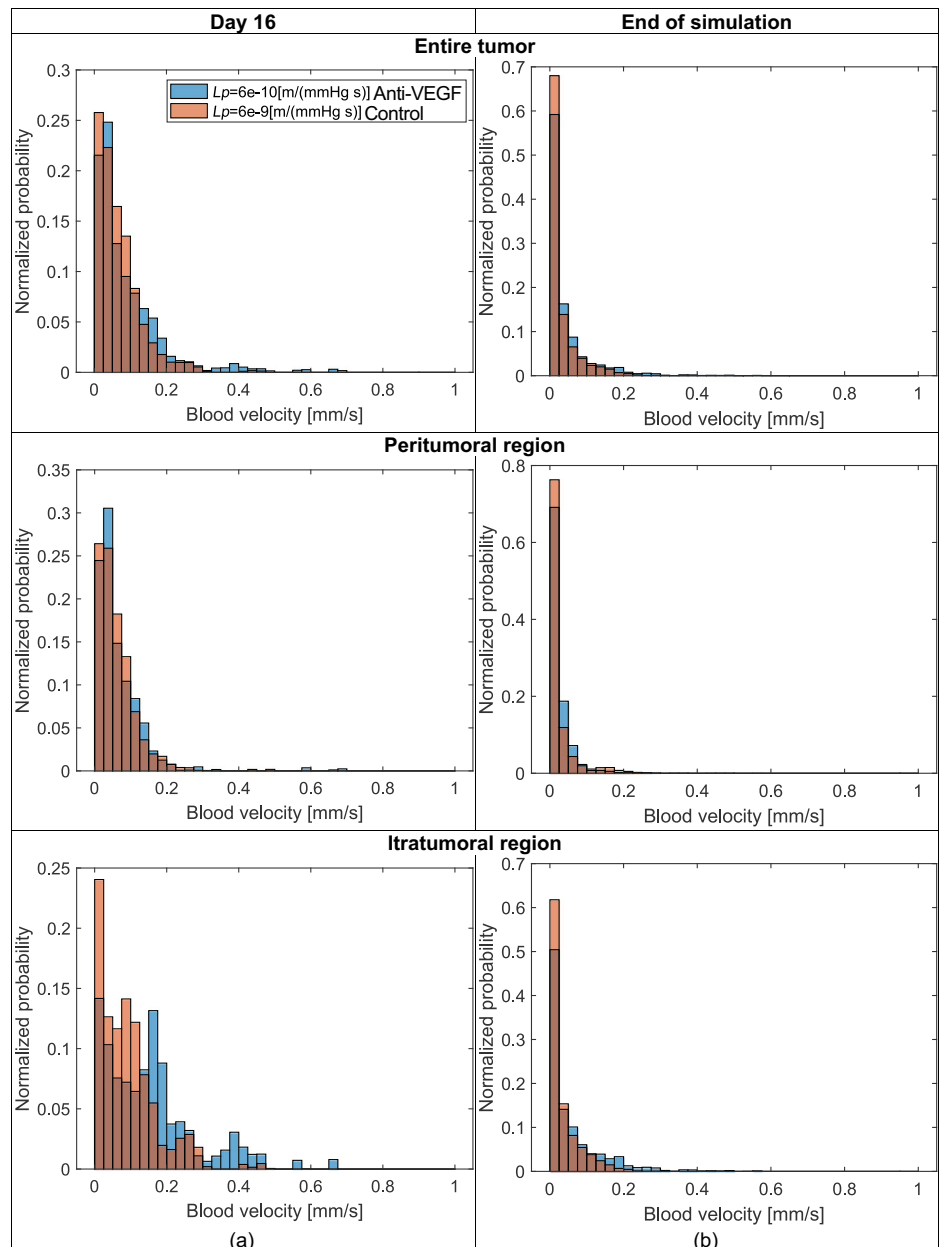 Day 16
End of simulation
Entire tumor
Normalized probability
0.3
0.25
0.2
0.15
0.1
0.05
0
Lp=6e-10[m/(mmHg s)] Anti-VEGF
Lp=6e-9[m/(mmHg s)] Control
0 0.2 0.4 0.6 0.8 1
Blood velocity [mm/s]
Normalized probability
0.7
0.6
0.5
0.4
0.3
0.2
0.1
0
0 0.2 0.4 0.6 0.8 1
Blood velocity [mm/s]
Peritumoral region
Normalized probability
0.35
0.3
0.25
0.2
0.15
0.1
0.05
0
0 0.2 0.4 0.6 0.8 1
Blood velocity [mm/s]
Normalized probability
0.8
0.6
0.4
0.2
0
0 0.2 0.4 0.6 0.8 1
Blood velocity [mm/s]
Itratumoral region
Normalized probability
0.25
0.2
0.15
0.1
0.05
0
0 0.2 0.4 0.6 0.8 1
Blood velocity [mm/s]
(a)
Normalized probability
0.7
0.6
0.5
0.4
0.3
0.2
0.1
0
0 0.2 0.4 0.6 0.8 1
Blood velocity [mm/s]
(b)